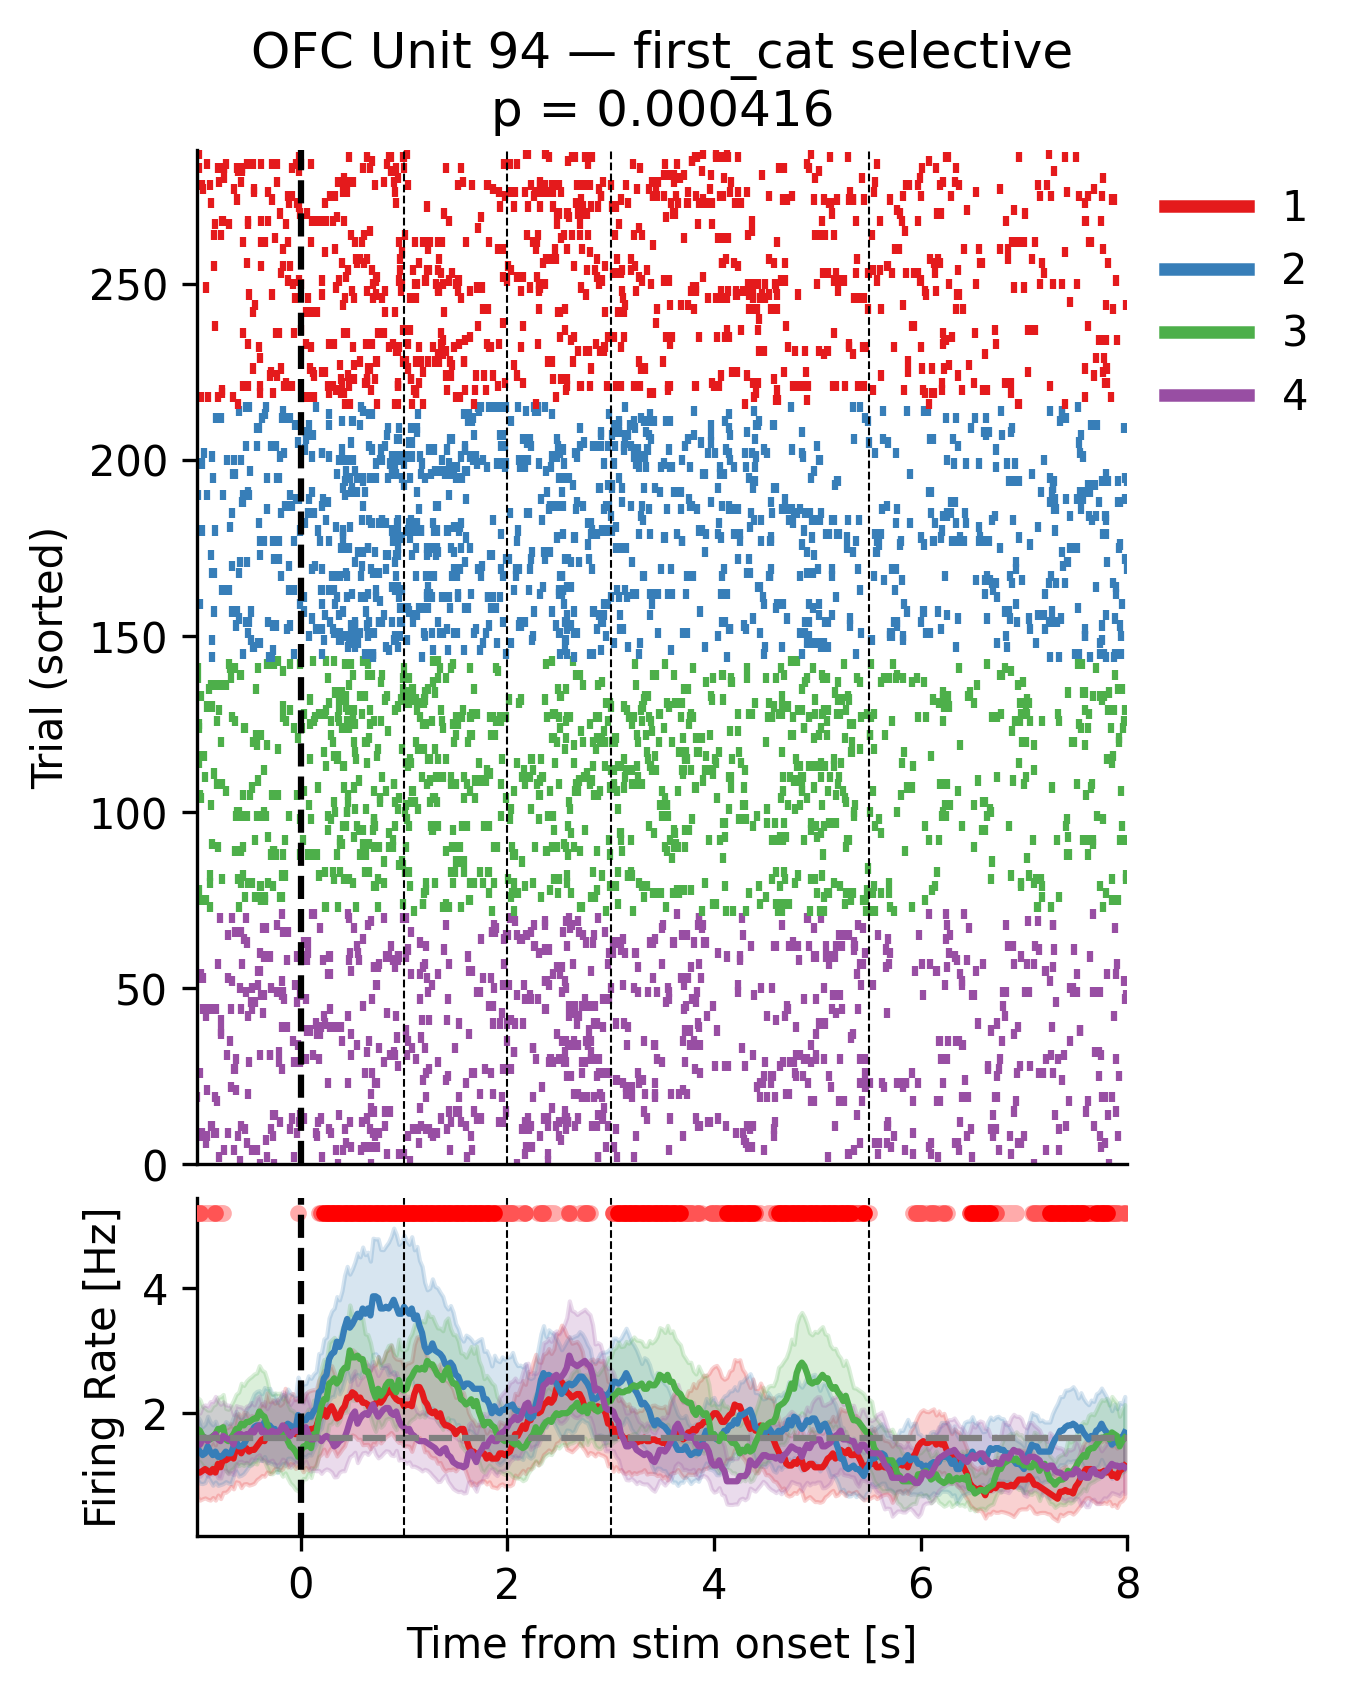 OFC Unit 94 — first_cat selective
p = 0.000416
1
2
3
4
250
200
150
100
50
0
Trial (sorted)
4
2
Firing Rate [Hz]
0 2 4 6 8
Time from stim onset [s]